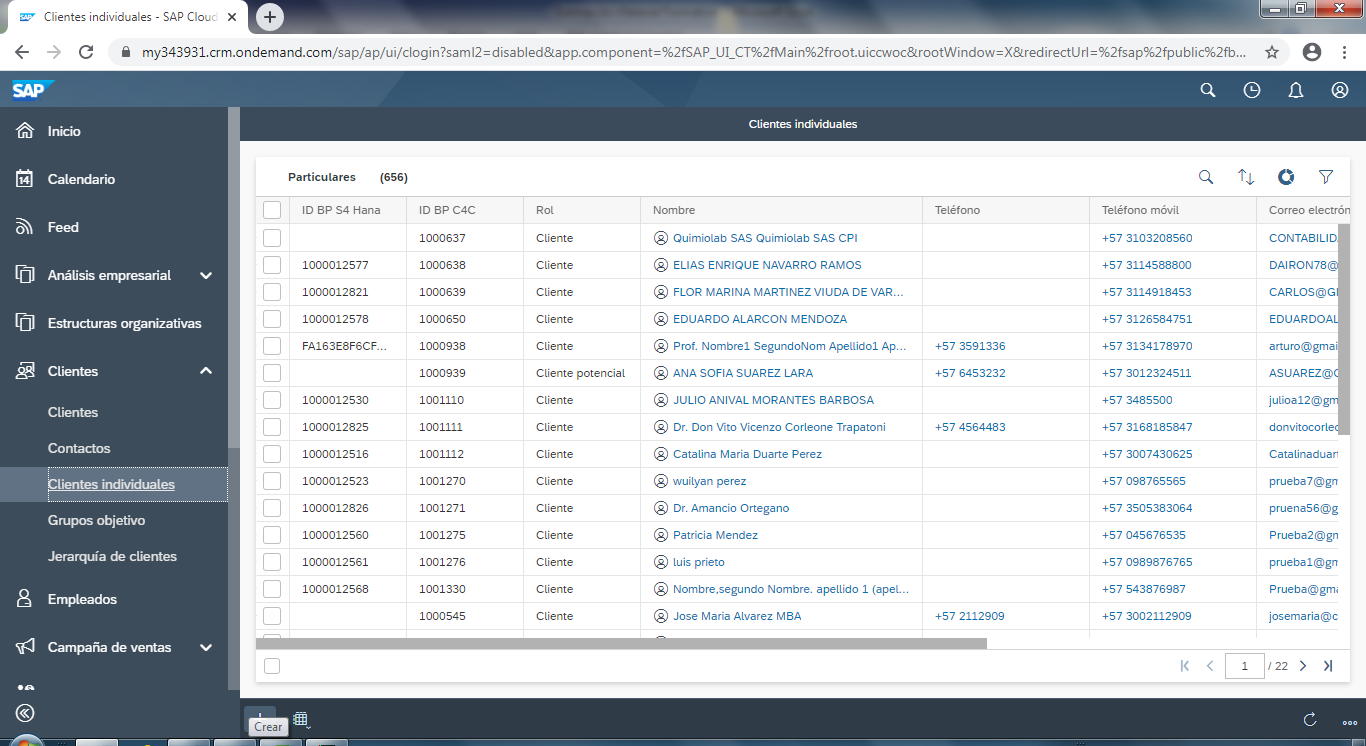 Clientes individuales - SAP Cloud
my343931.crm.ondemand.com/sap/ap/ui/clogin?saml2=disabled&app.component=%2fSAP_UI_CT%2fMain%2froot.uiccwoc&rootWindow=X&redirectUrl=%2fsap%2fpublic%2fb...
SAP
Inicio
14 Calendario
Feed
Análisis empresarial
Estructuras organizativas
Clientes
Clientes
Contactos
Clientes individuales
Grupos objetivo
Jerarquía de clientes
Empleados
Campaña de ventas
Clientes individuales
Particulares (656)
ID BP S4 Hana ID BP C4C Rol Nombre Teléfono Teléfono móvil Correo electrón
1000637 Cliente Quimiolab SAS Quimiolab SAS CPI +57 3103208560 CONTABILID
1000012577 1000638 Cliente ELIAS ENRIQUE NAVARRO RAMOS +57 3114588800 DAIRON78@
1000012821 1000639 Cliente FLOR MARINA MARTINEZ VIUDA DE VAR... +57 3114918453 CARLOS@G
1000012578 1000650 Cliente EDUARDO ALARCON MENDOZA +57 3126584751 EDUARDOAL
FA163E8F6CF... 1000938 Cliente Prof. Nombre1 SegundoNom Apellido1 Ap... +57 3591336 +57 3134178970 arturo@gmai
1000939 Cliente potencial ANA SOFIA SUAREZ LARA +57 6453232 +57 3012324511 ASUAREZ@
1000012530 1001110 Cliente JULIO ANIVAL MORANTES BARBOSA +57 3485500 julioa12@gm
1000012825 1001111 Cliente Dr. Don Vito Vicenzo Corleone Trapatoni +57 4564483 +57 3168185847 donvitocorleo
1000012516 1001112 Cliente Catalina Maria Duarte Perez +57 3007430625 Catalinaduar
1000012523 1001270 Cliente wuilyan perez +57 098765565 prueba7@gm
1000012826 1001271 Cliente Dr. Amancio Ortegano +57 3505383064 pruena56@g
1000012560 1001275 Cliente Patricia Mendez +57 045676535 Prueba2@gm
1000012561 1001276 Cliente luis prieto +57 0989876765 prueba1@gm
1000012568 1001330 Cliente Nombre,segundo Nombre. apellido 1 (apel... +57 543876987 Prueba@gma
1000545 Cliente Jose Maria Alvarez MBA +57 2112909 +57 3002112909 josemaria@c
1 / 22
Crear